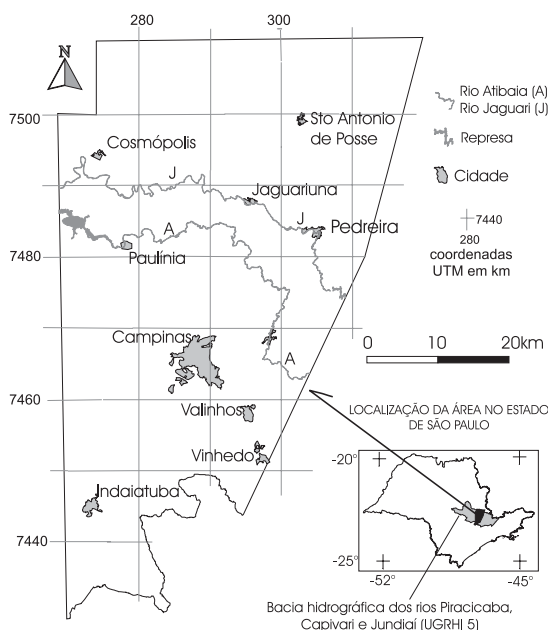 280
300
N
7500
7480
7460
7440
Cosmópolis
Sto Antonio
de Posse
J
Jaguariuna
J
Pedreira
A
Paulínia
Campinas
A
Valinhos
Vinhedo
Indaiatuba
Rio Atibaia (A)
Rio Jaguari (J)
Represa
Cidade
7440
280
coordenadas
UTM em km
0 10 20km
LOCALIZAÇÃO DA ÁREA NO ESTADO
DE SÃO PAULO
-20°
-25°
-52° -45°
Bacia hidrográfica dos rios Piracicaba,
Capivari e Jundiaí (UGRHI 5)